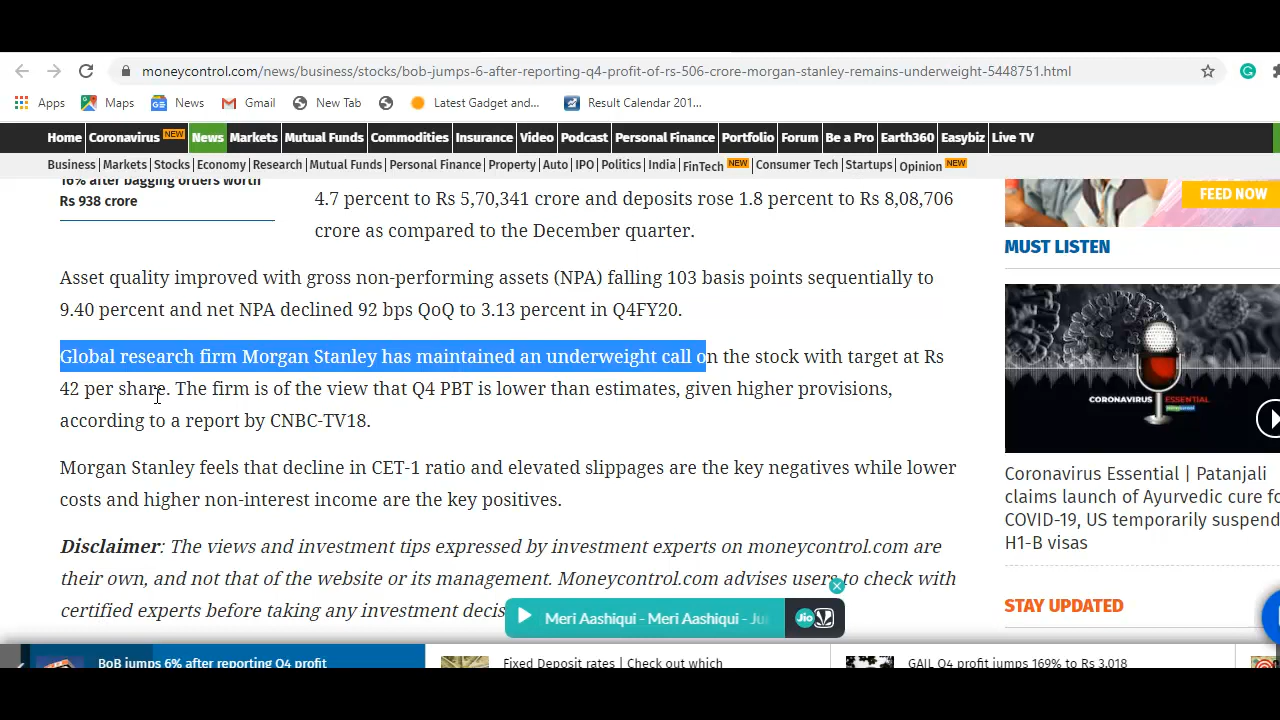 moneycontrol.com/news/business/stocks/bob-jumps-6-after-reporting-q4-profit-of-rs-506-crore-morgan-stanley-remains-underweight-5448751.html
Apps Maps News Gmail New Tab Latest Gadget and... Result Calendar 201...
Home Coronavirus NEW News Markets Mutual Funds Commodities Insurance Video Podcast Personal Finance Portfolio Forum Be a Pro Earth360 Easybiz Live TV
Business | Markets | Stocks | Economy | Research | Mutual Funds | Personal Finance | Property | Auto | IPO | Politics | India | FinTech NEW | Consumer Tech | Startups | Opinion NEW
16% after bagging orders worth
Rs 938 crore
4.7 percent to Rs 5,70,341 crore and deposits rose 1.8 percent to Rs 8,08,706
crore as compared to the December quarter.
Asset quality improved with gross non-performing assets (NPA) falling 103 basis points sequentially to
9.40 percent and net NPA declined 92 bps QoQ to 3.13 percent in Q4FY20.
Global research firm Morgan Stanley has maintained an underweight call on the stock with target at Rs
42 per share. The firm is of the view that Q4 PBT is lower than estimates, given higher provisions,
according to a report by CNBC-TV18.
Morgan Stanley feels that decline in CET-1 ratio and elevated slippages are the key negatives while lower
costs and higher non-interest income are the key positives.
Disclaimer: The views and investment tips expressed by investment experts on moneycontrol.com are
their own, and not that of the website or its management. Moneycontrol.com advises users to check with
certified experts before taking any investment decis
FEED NOW
MUST LISTEN
CORONAVIRUS ESSENTIAL
Coronavirus Essential | Patanjali
claims launch of Ayurvedic cure fo
COVID-19, US temporarily suspend
H1-B visas
STAY UPDATED
Meri Aashiqui - Meri Aashiqui - Ju
Jio
BoB jumps 6% after reporting Q4 profit
Fixed Deposit rates | Check out which
GAIL Q4 profit jumps 169% to Rs 3,018